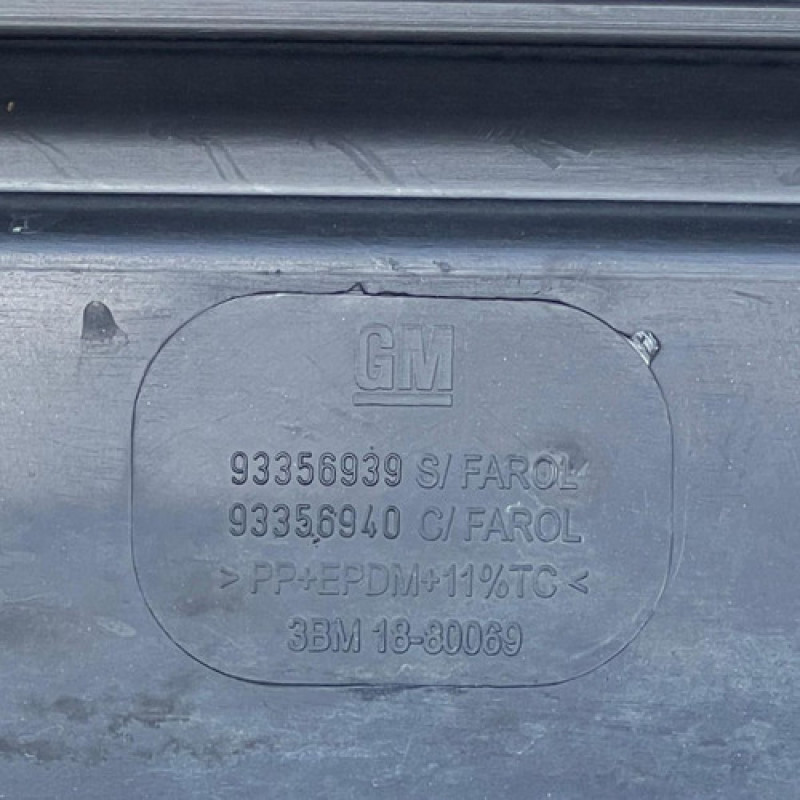 GM
93356939 S/ FAROL
93356940 C/ FAROL
> PP+EPDM+11%TC <
3BM 18-80069